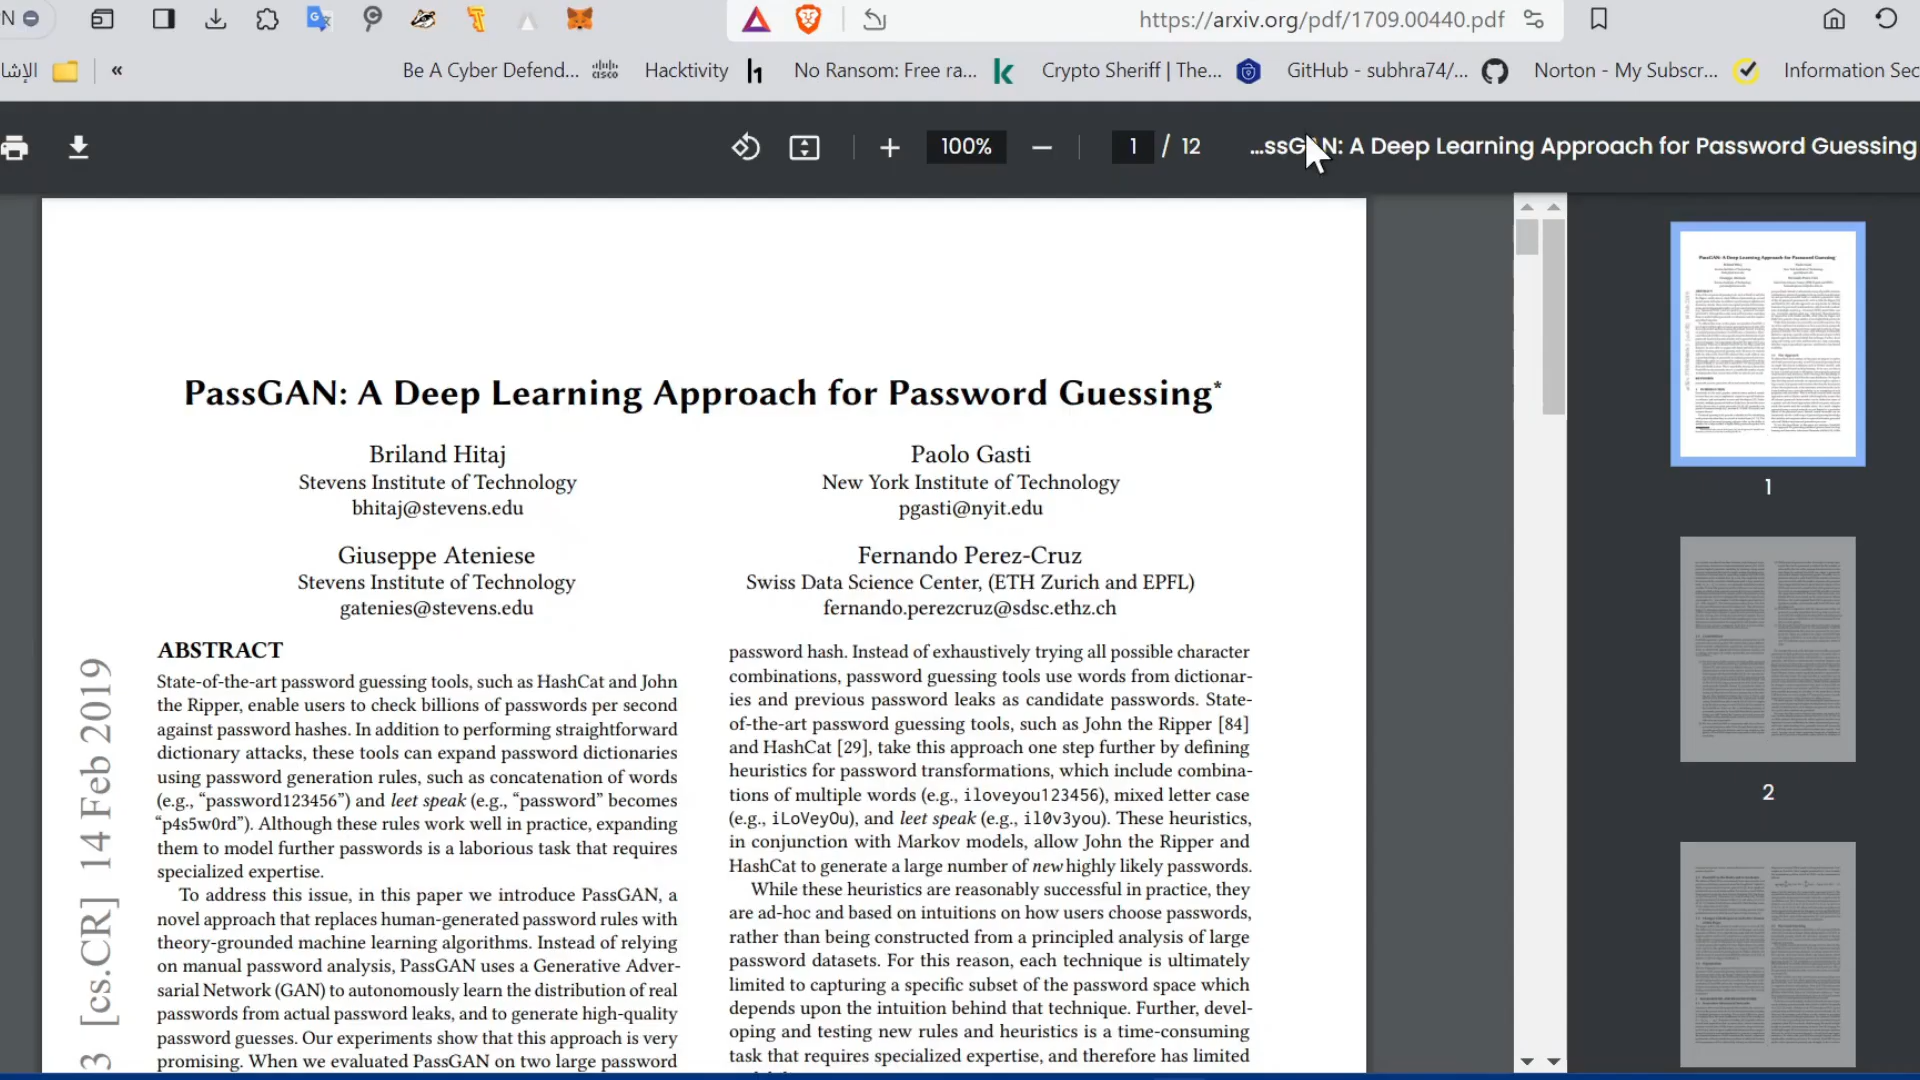 N
https://arxiv.org/pdf/1709.00440.pdf
الإشا
«
Be A Cyber Defend...
Hacktivity
No Ransom: Free ra...
Crypto Sheriff | The...
GitHub - subhra74/...
Norton - My Subscr...
Information Sec
100%
1 / 12
...ssGAN: A Deep Learning Approach for Password Guessing
PassGAN: A Deep Learning Approach for Password Guessing*
Briland Hitaj
Stevens Institute of Technology
bhitaj@stevens.edu
Paolo Gasti
New York Institute of Technology
pgasti@nyit.edu
Giuseppe Ateniese
Stevens Institute of Technology
gatenies@stevens.edu
Fernando Perez-Cruz
Swiss Data Science Center, (ETH Zurich and EPFL)
fernando.perezcruz@sdsc.ethz.ch
3 [cs.CR] 14 Feb 2019
ABSTRACT
State-of-the-art password guessing tools, such as HashCat and John
the Ripper, enable users to check billions of passwords per second
against password hashes. In addition to performing straightforward
dictionary attacks, these tools can expand password dictionaries
using password generation rules, such as concatenation of words
(e.g., “password123456”) and leet speak (e.g., “password” becomes
“p4s5w0rd”). Although these rules work well in practice, expanding
them to model further passwords is a laborious task that requires
specialized expertise.
To address this issue, in this paper we introduce PassGAN, a
novel approach that replaces human-generated password rules with
theory-grounded machine learning algorithms. Instead of relying
on manual password analysis, PassGAN uses a Generative Adver-
sarial Network (GAN) to autonomously learn the distribution of real
passwords from actual password leaks, and to generate high-quality
password guesses. Our experiments show that this approach is very
promising. When we evaluated PassGAN on two large password
password hash. Instead of exhaustively trying all possible character
combinations, password guessing tools use words from dictionar-
ies and previous password leaks as candidate passwords. State-
of-the-art password guessing tools, such as John the Ripper [84]
and HashCat [29], take this approach one step further by defining
heuristics for password transformations, which include combina-
tions of multiple words (e.g., iloveyou123456), mixed letter case
(e.g., iLoVeyOu), and leet speak (e.g., il0v3you). These heuristics,
in conjunction with Markov models, allow John the Ripper and
HashCat to generate a large number of new highly likely passwords.
While these heuristics are reasonably successful in practice, they
are ad-hoc and based on intuitions on how users choose passwords,
rather than being constructed from a principled analysis of large
password datasets. For this reason, each technique is ultimately
limited to capturing a specific subset of the password space which
depends upon the intuition behind that technique. Further, devel-
oping and testing new rules and heuristics is a time-consuming
task that requires specialized expertise, and therefore has limited
1
2